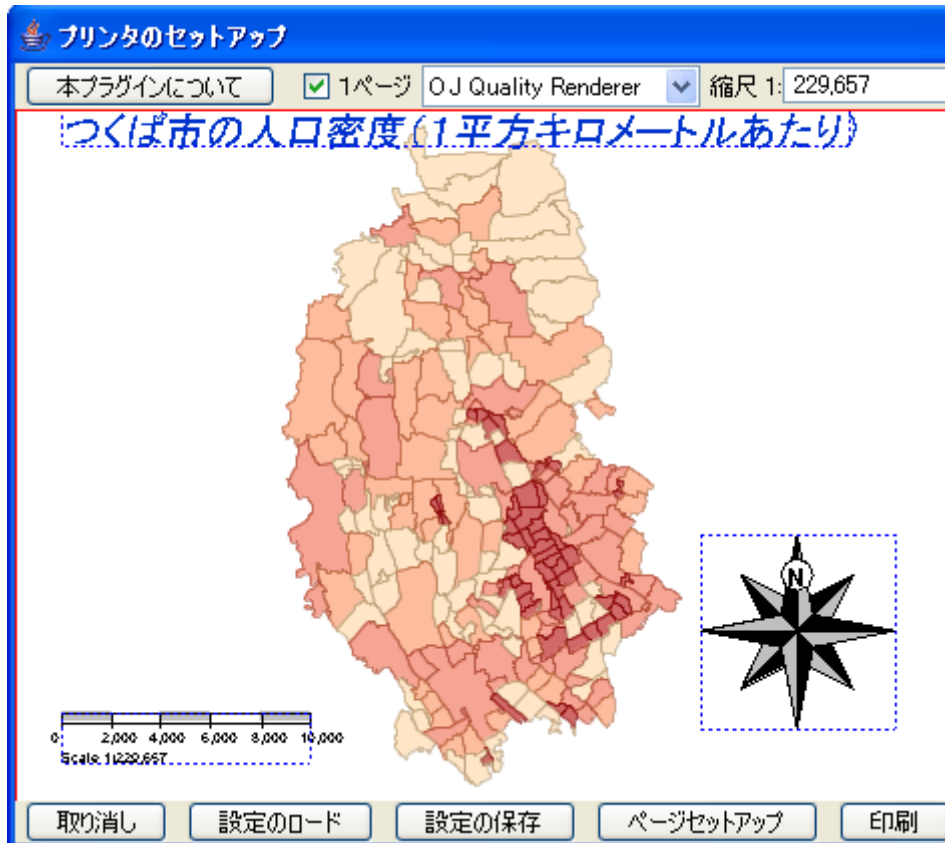 プリンタのセットアップ
本プラグインについて 1ページ OJ Quality Renderer 縮尺 1: 229,657
つくば市の人口密度(1平方キロメートルあたり)
N
0 2,000 4,000 6,000 8,000 10,000
Scale 1:229,657
取り消し 設定のロード 設定の保存 ページセットアップ 印刷